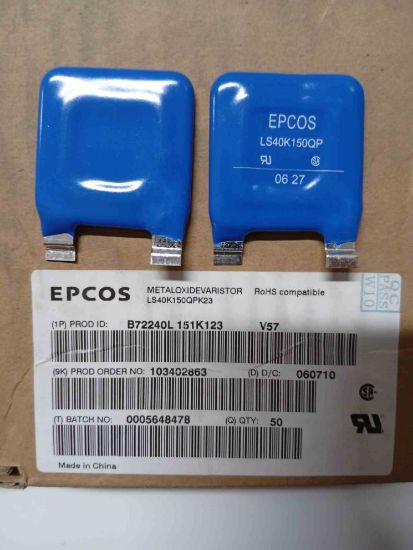 EPCOS
LS40K150QP
06 27
EPCOS METALOXIDEVARISTOR RoHS compatible
LS40K150QPK23
(1P) PROD ID: B72240L 151K123 V57
(9K) PROD ORDER NO: 103402863 (D) D/C: 060710
(T) BATCH NO: 0005648478 (Q) QTY: 50
Made in China
QC
PASS
W10